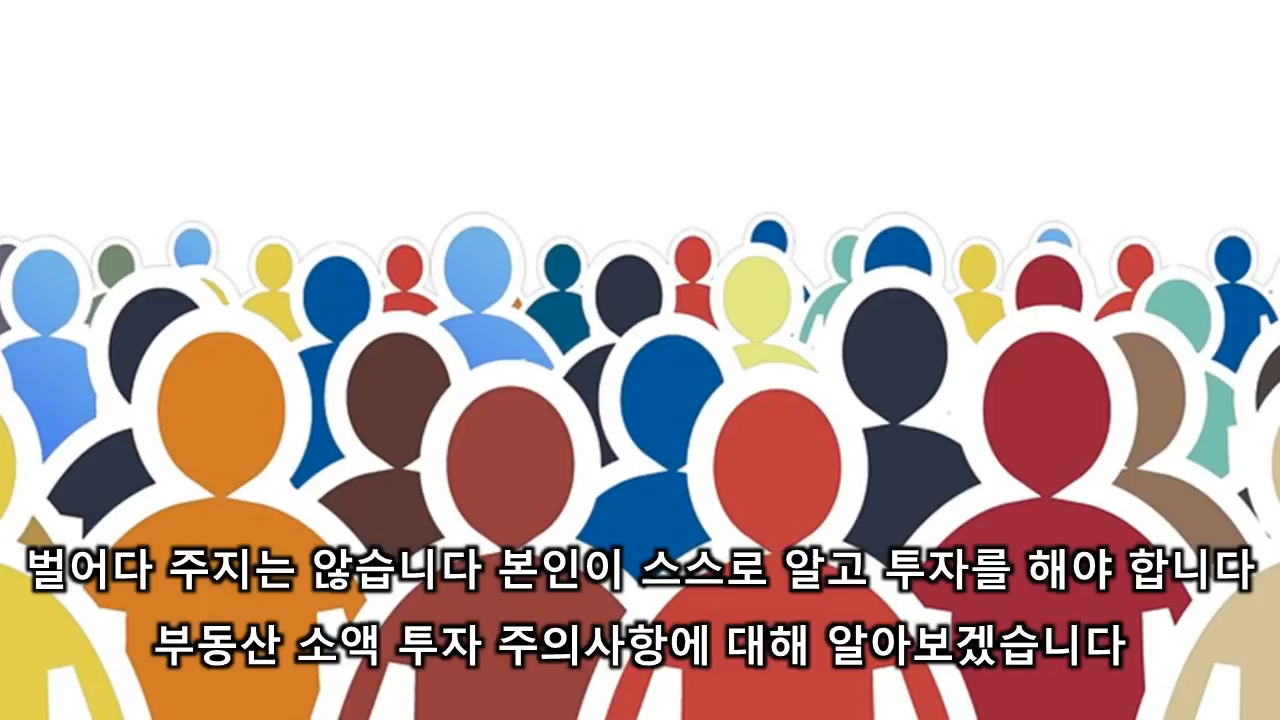 벌어다 주지는 않습니다 본인이 스스로 알고 투자를 해야 합니다
부동산 소액 투자 주의사항에 대해 알아보겠습니다